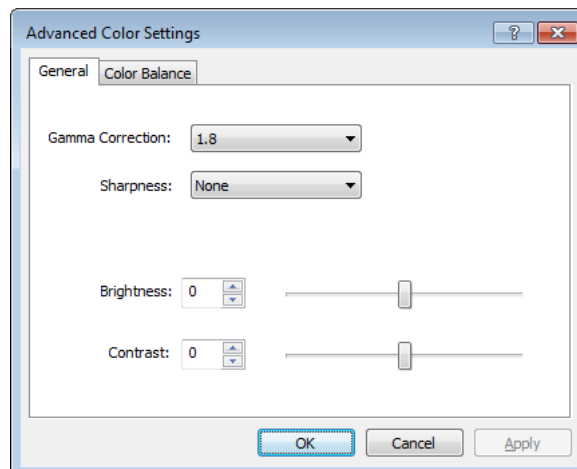 Advanced Color Settings
General Color Balance
Gamma Correction: 1.8
Sharpness: None
Brightness: 0
Contrast: 0
OK Cancel Apply